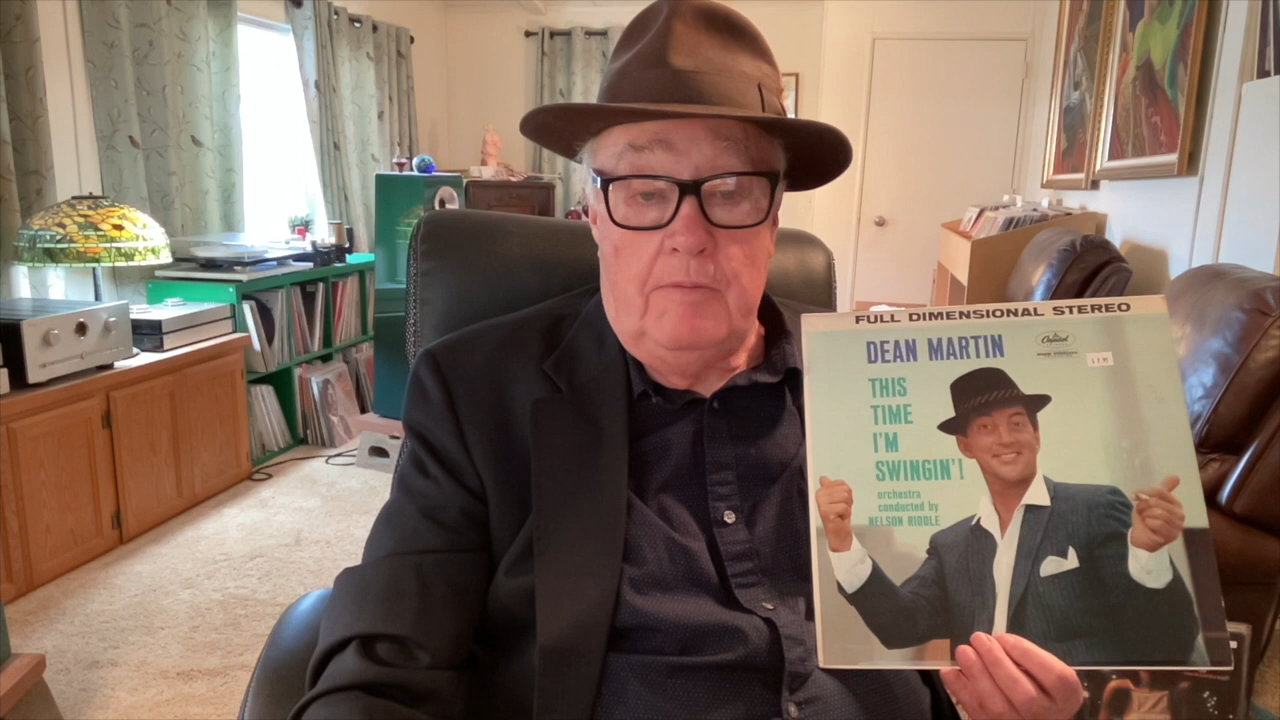 FULL DIMENSIONAL STEREO
DEAN MARTIN
Capitol
THIS
TIME
I'M
SWINGIN'!
orchestra
conducted by
NELSON RIDDLE